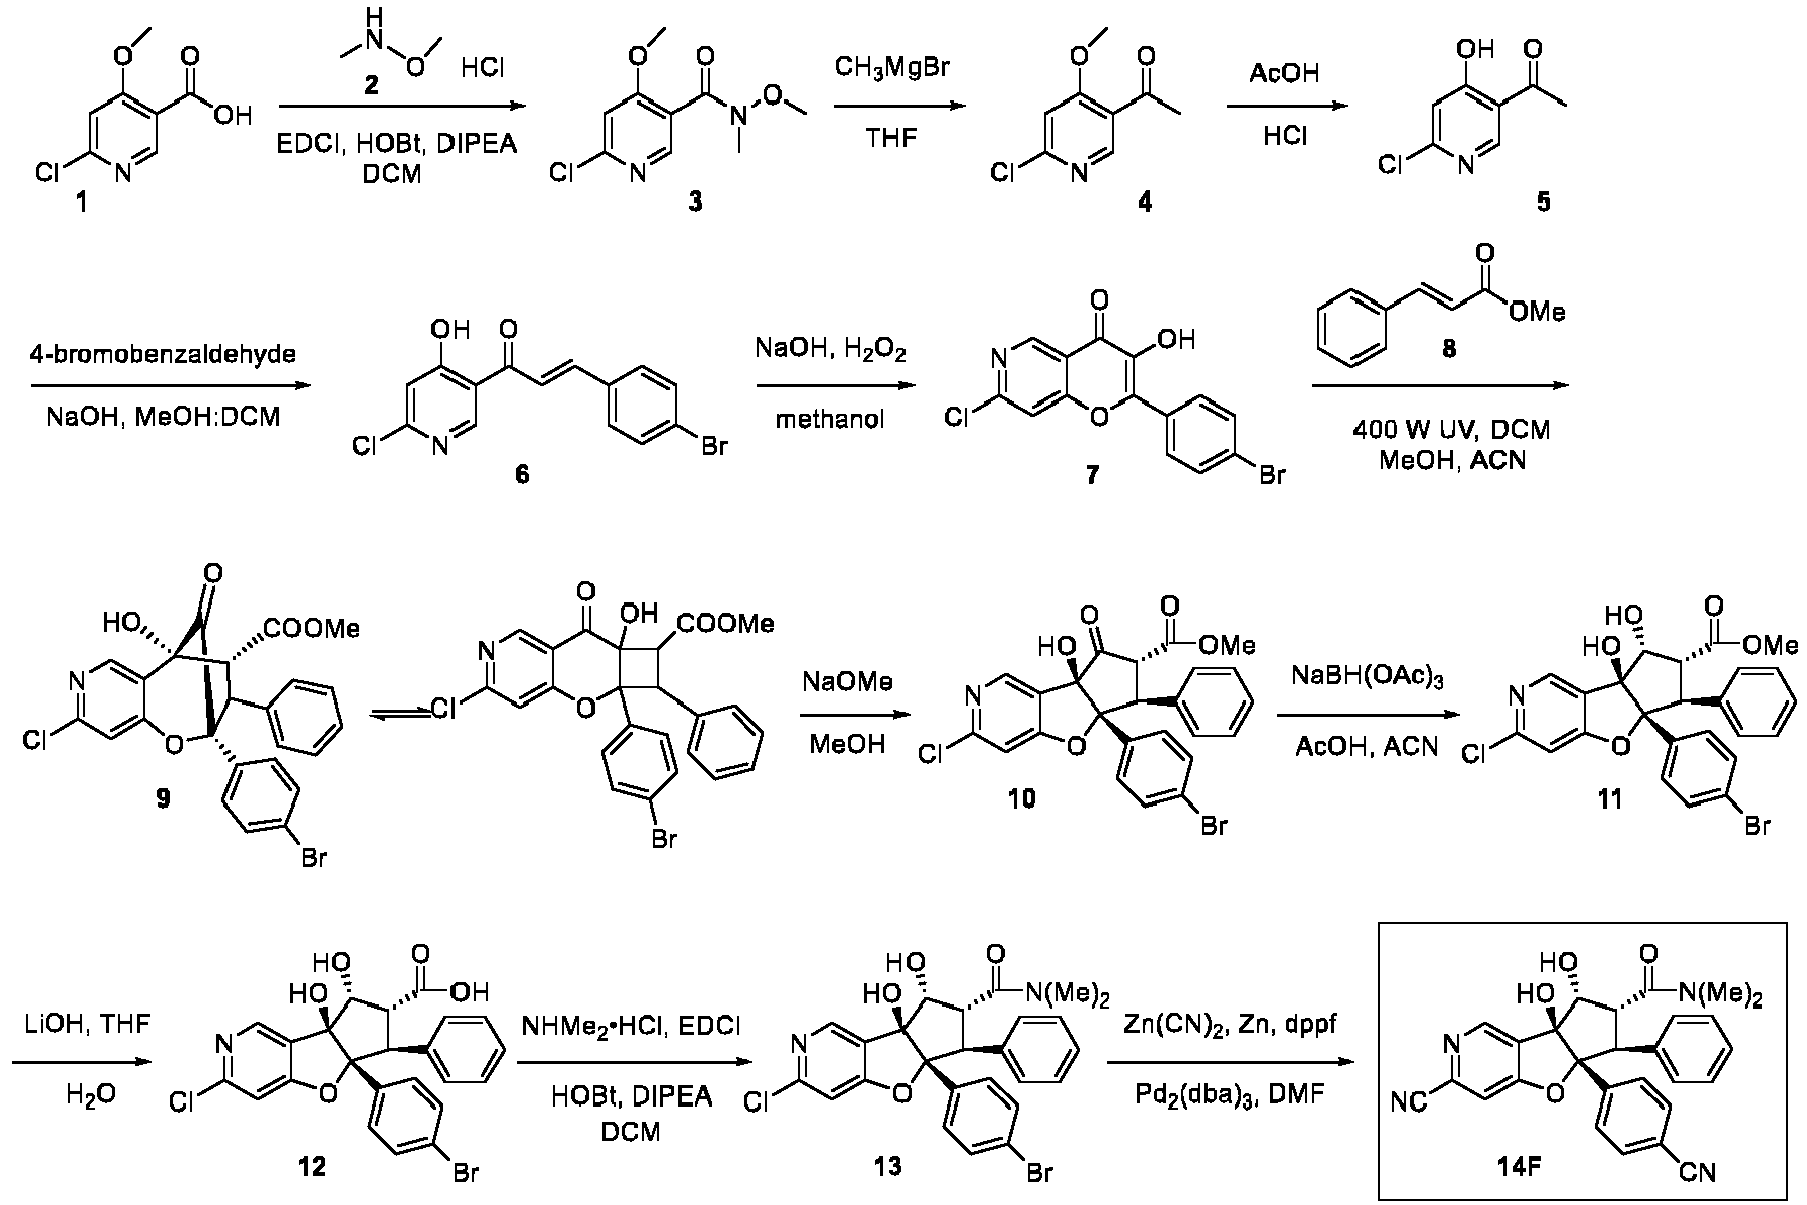 H
N
O
2
HCl
EDCI, HOBt, DIPEA
DCM
O
O
OH
Cl
N
1
O
O
N
O
Cl
N
3
CH₃MgBr
THF
O
O
Cl
N
4
AcOH
HCl
OH
O
Cl
N
5
4-bromobenzaldehyde
NaOH, MeOH:DCM
OH
O
Cl
N
Br
6
NaOH, H₂O₂
methanol
O
OH
N
Cl
O
Br
7
O
OMe
8
400 W UV, DCM
MeOH, ACN
O
HO
COOMe
N
Cl
O
Br
9
O
OH
COOMe
N
Cl
O
Br
NaOMe
MeOH
O
O
HO
OMe
N
Cl
O
Br
10
NaBH(OAc)₃
AcOH, ACN
HO
O
HO
OMe
N
Cl
O
Br
11
LiOH, THF
H₂O
HO
O
HO
OH
N
Cl
O
Br
12
NHMe₂•HCl, EDCI
HOBt, DIPEA
DCM
HO
O
HO
N(Me)₂
N
Cl
O
Br
13
Zn(CN)₂, Zn, dppf
Pd₂(dba)₃, DMF
HO
O
HO
N(Me)₂
N
NC
O
CN
14F